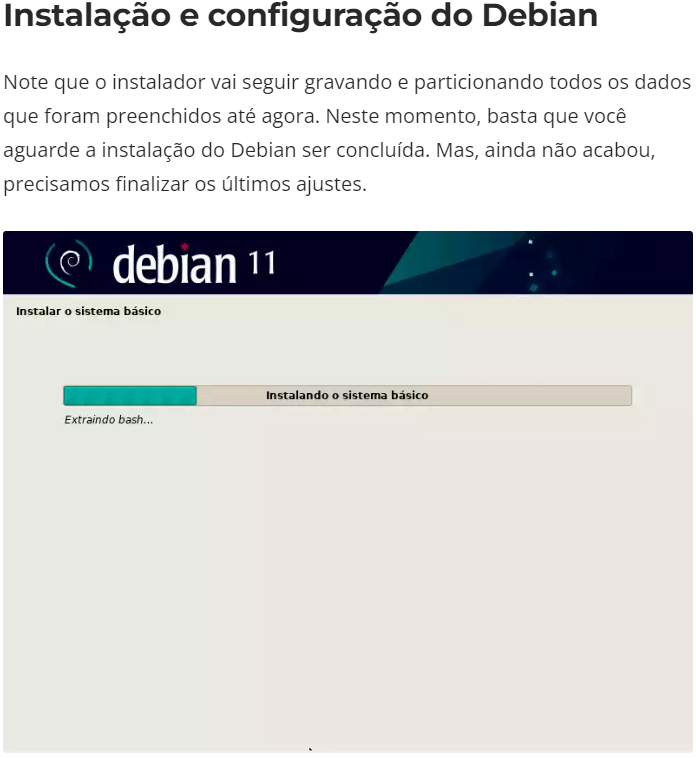 Instalação e configuração do Debian
Note que o instalador vai seguir gravando e particionando todos os dados
que foram preenchidos até agora. Neste momento, basta que você
aguarde a instalação do Debian ser concluída. Mas, ainda não acabou,
precisamos finalizar os últimos ajustes.
debian 11
Instalar o sistema básico
Instalando o sistema básico
Extraindo bash...